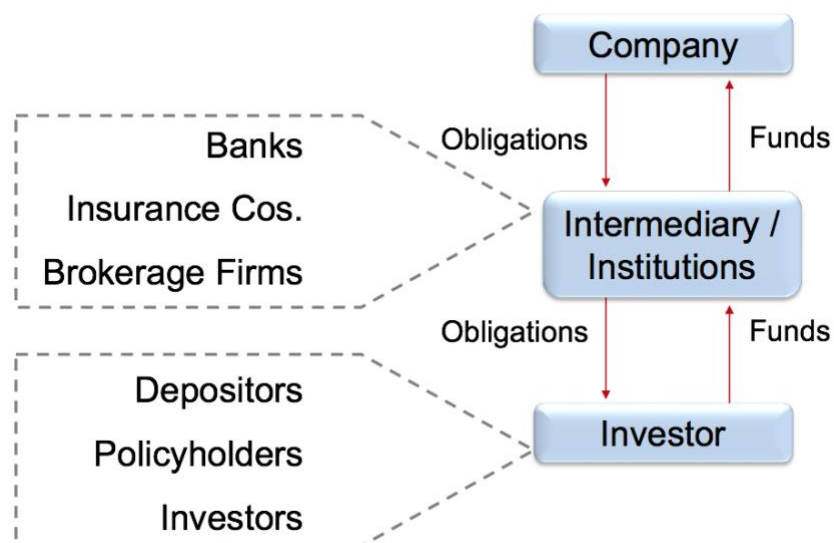 Company
Obligations
Funds
Banks
Insurance Cos.
Brokerage Firms
Intermediary /
Institutions
Obligations
Funds
Depositors
Policyholders
Investors
Investor